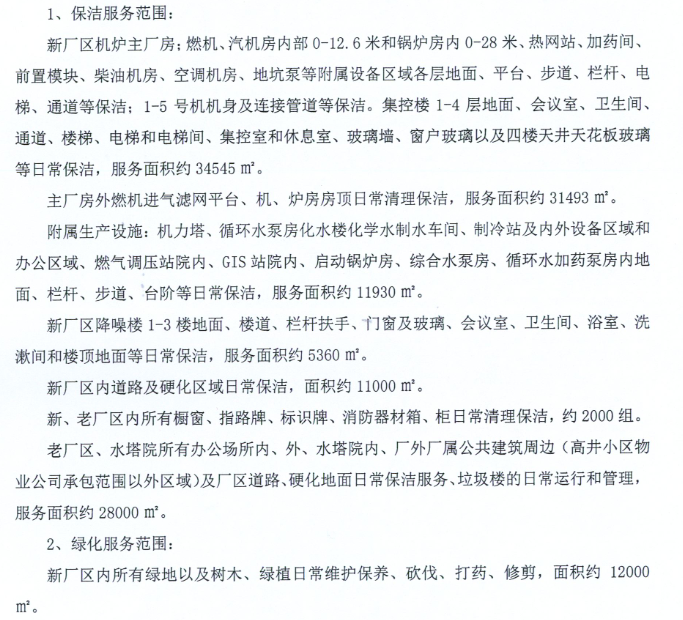 1、保洁服务范围：
新厂区机炉主厂房；燃机、汽机房内部 0-12.6 米和锅炉房内 0-28 米、热网站、加药间、
前置模块、柴油机房、空调机房、地坑泵等附属设备区域各层地面、平台、步道、栏杆、电
梯、通道等保洁；1-5 号机机身及连接管道等保洁。集控楼 1-4 层地面、会议室、卫生间、
通道、楼梯、电梯和电梯间、集控室和休息室、玻璃墙、窗户玻璃以及四楼天井天花板玻璃
等日常保洁，服务面积约 34545 ㎡。
主厂房外燃机进气滤网平台、机、炉房房顶日常清理保洁，服务面积约 31493 ㎡。
附属生产设施：机力塔、循环水泵房化水楼化学水制水车间、制冷站及内外设备区域和
办公区域、燃气调压站院内、GIS 站院内、启动锅炉房、综合水泵房、循环水加药泵房内地
面、栏杆、步道、台阶等日常保洁，服务面积约 11930 ㎡。
新厂区降噪楼 1-3 楼地面、楼道、栏杆扶手、门窗及玻璃、会议室、卫生间、浴室、洗
漱间和楼顶地面等日常保洁，服务面积约 5360 ㎡。
新厂区内道路及硬化区域日常保洁，面积约 11000 ㎡。
新、老厂区内所有橱窗、指路牌、标识牌、消防器材箱、柜日常清理保洁，约 2000 组。
老厂区、水塔院所有办公场所内、外、水塔院内、厂外厂属公共建筑周边（高井小区物
业公司承包范围以外区域）及厂区道路、硬化地面日常保洁服务、垃圾楼的日常运行和管理，
服务面积约 28000 ㎡。
2、绿化服务范围：
新厂区内所有绿地以及树木、绿植日常维护保养、砍伐、打药、修剪，面积约 12000
㎡。